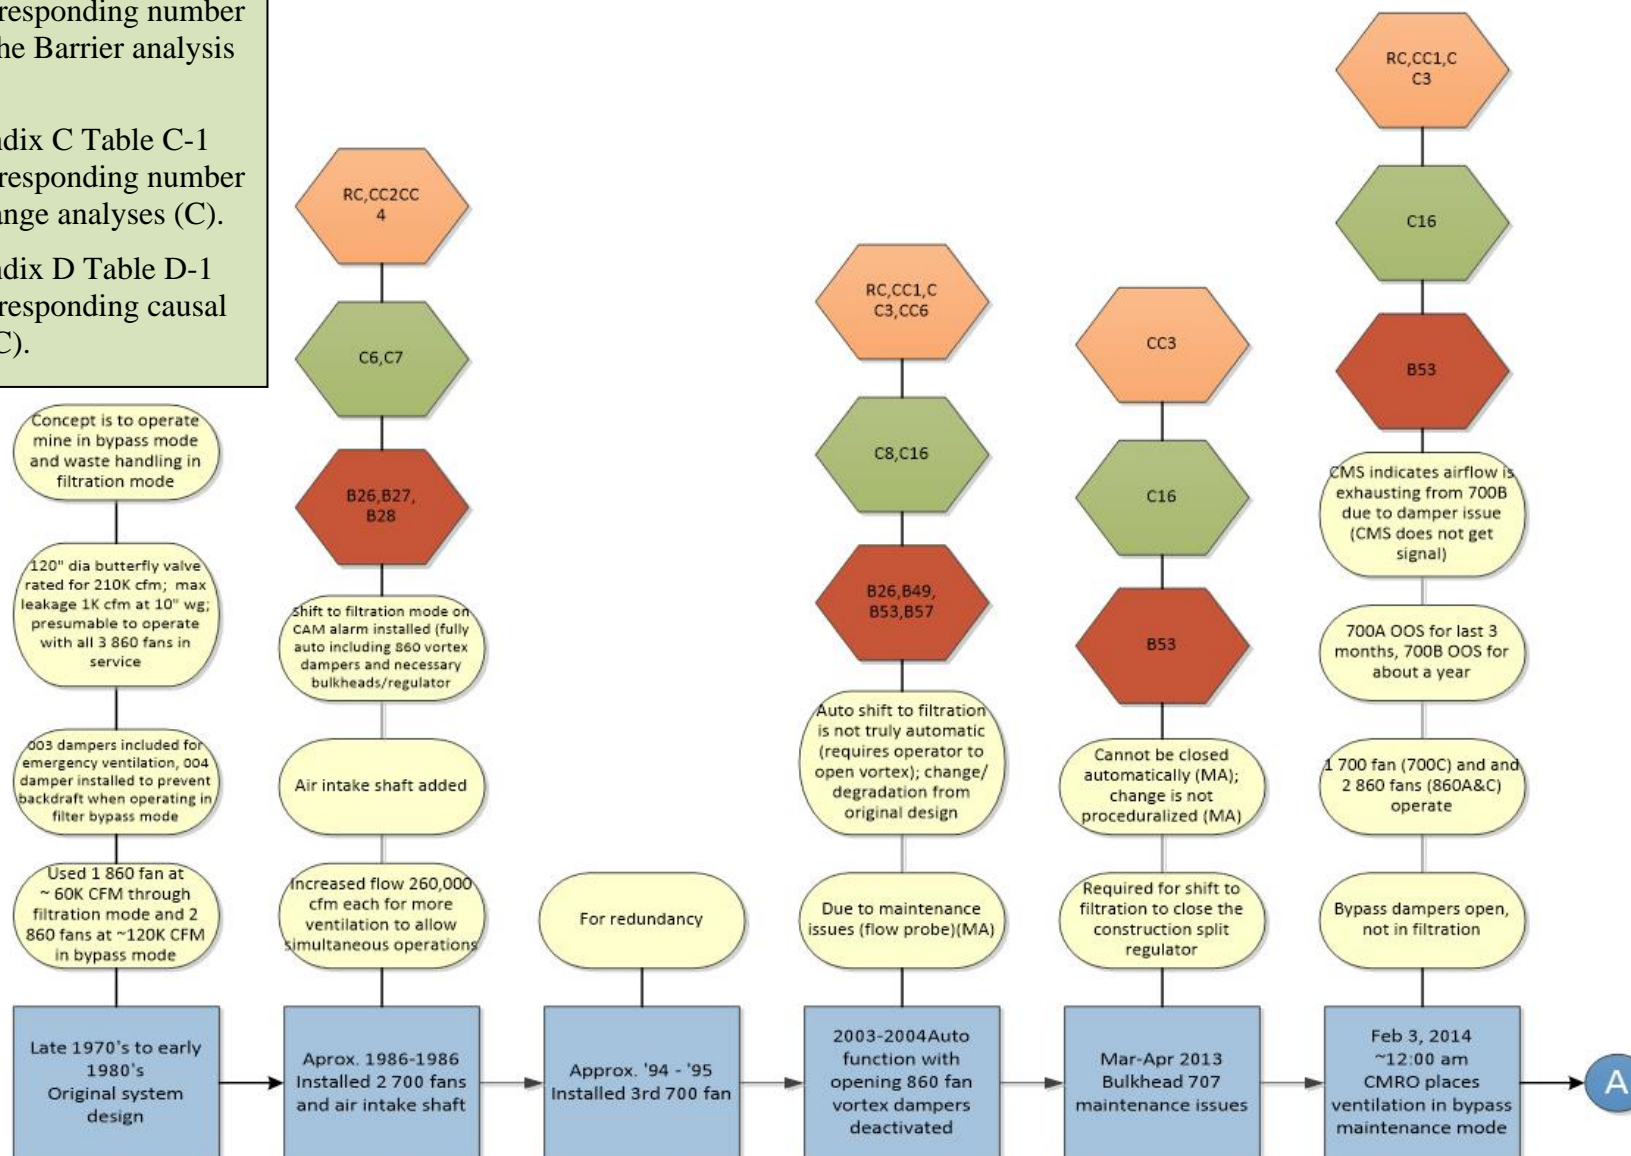 responding number
he Barrier analysis
ndix C Table C-1
responding number
ange analyses (C).
ndix D Table D-1
responding causal
C).
Concept is to operate
mine in bypass mode
and waste handling in
filtration mode
120" dia butterfly valve
rated for 210K cfm; max
leakage 1K cfm at 10" wg;
presumable to operate
with all 3 860 fans in
service
003 dampers included for
emergency ventilation, 004
damper installed to prevent
backdraft when operating in
filter bypass mode
Used 1 860 fan at
~ 60K CFM through
filtration mode and 2
860 fans at ~120K CFM
in bypass mode
Late 1970's to early
1980's
Original system
design
RC,CC2CC
4
C6,C7
B26,B27,
B28
Shift to filtration mode on
CAM alarm installed (fully
auto including 860 vortex
dampers and necessary
bulkheads/regulator
Air intake shaft added
Increased flow 260,000
cfm each for more
ventilation to allow
simultaneous operations
Aprox. 1986-1986
Installed 2 700 fans
and air intake shaft
For redundancy
Approx. '94 - '95
Installed 3rd 700 fan
RC,CC1,C
C3,CC6
C8,C16
B26,B49,
B53,B57
Auto shift to filtration
is not truly automatic
(requires operator to
open vortex); change/
degradation from
original design
Due to maintenance
issues (flow probe)(MA)
2003-2004Auto
function with
opening 860 fan
vortex dampers
deactivated
CC3
C16
B53
Cannot be closed
automatically (MA);
change is not
proceduralized (MA)
Required for shift to
filtration to close the
construction split
regulator
Mar-Apr 2013
Bulkhead 707
maintenance issues
RC,CC1,C
C3
C16
B53
CMS indicates airflow is
exhausting from 700B
due to damper issue
(CMS does not get
signal)
700A OOS for last 3
months, 700B OOS for
about a year
1 700 fan (700C) and and
2 860 fans (860A&C)
operate
Bypass dampers open,
not in filtration
Feb 3, 2014
~12:00 am
CMRO places
ventilation in bypass
maintenance mode
A